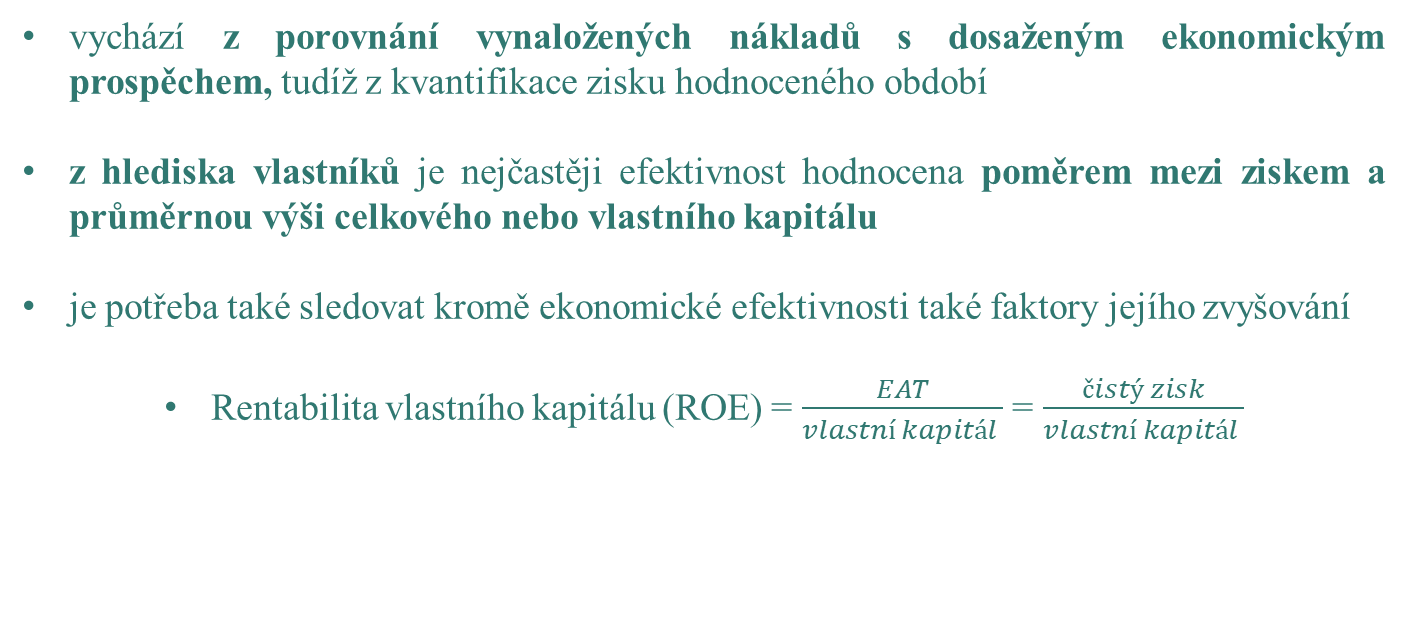 • vychází z porovnání vynaložených nákladů s dosaženým ekonomickým
prospěchem, tudíž z kvantifikace zisku hodnoceného období
• z hlediska vlastníků je nejčastěji efektivnost hodnocena poměrem mezi ziskem a
průměrnou výši celkového nebo vlastního kapitálu
• je potřeba také sledovat kromě ekonomické efektivnosti také faktory jejího zvyšování
• Rentabilita vlastního kapitálu (ROE) = EAT / vlastní kapitál = čistý zisk / vlastní kapitál